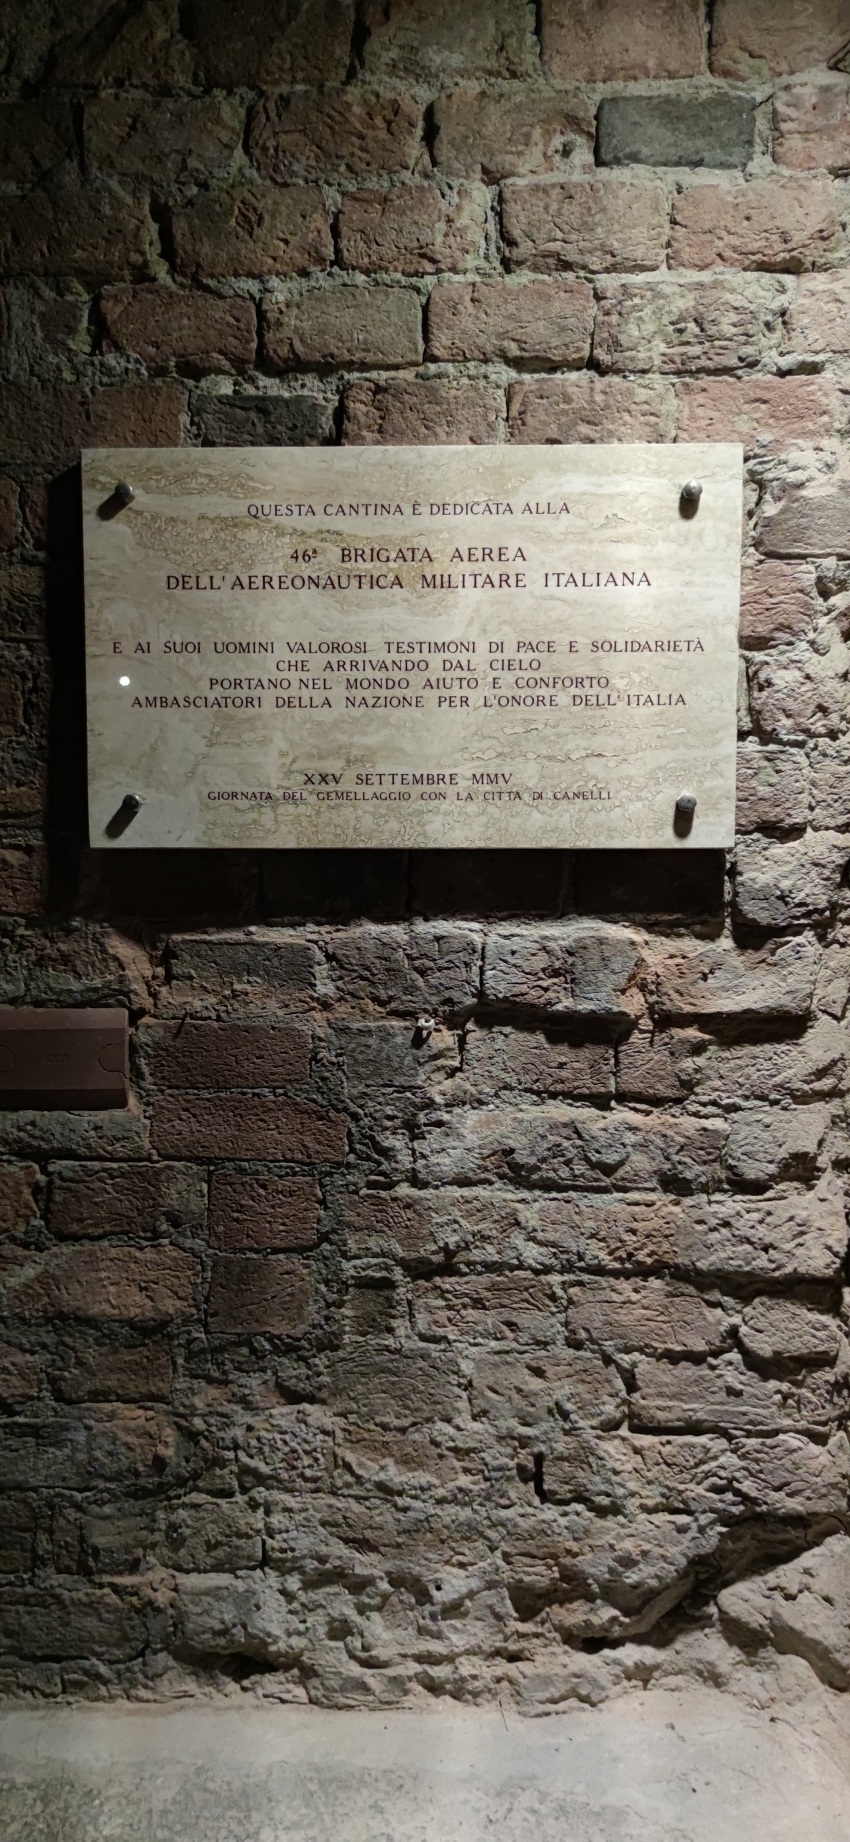 QUESTA CANTINA È DEDICATA ALLA
46ª BRIGATA AEREA
DELL'AEREONAUTICA MILITARE ITALIANA
E AI SUOI UOMINI VALOROSI TESTIMONI DI PACE E SOLIDARIETÀ
CHE ARRIVANDO DAL CIELO
PORTANO NEL MONDO AIUTO E CONFORTO
AMBASCIATORI DELLA NAZIONE PER L'ONORE DELL'ITALIA
XXV SETTEMBRE MMV
GIORNATA DEL GEMELLAGGIO CON LA CITTÀ DI CANELLI